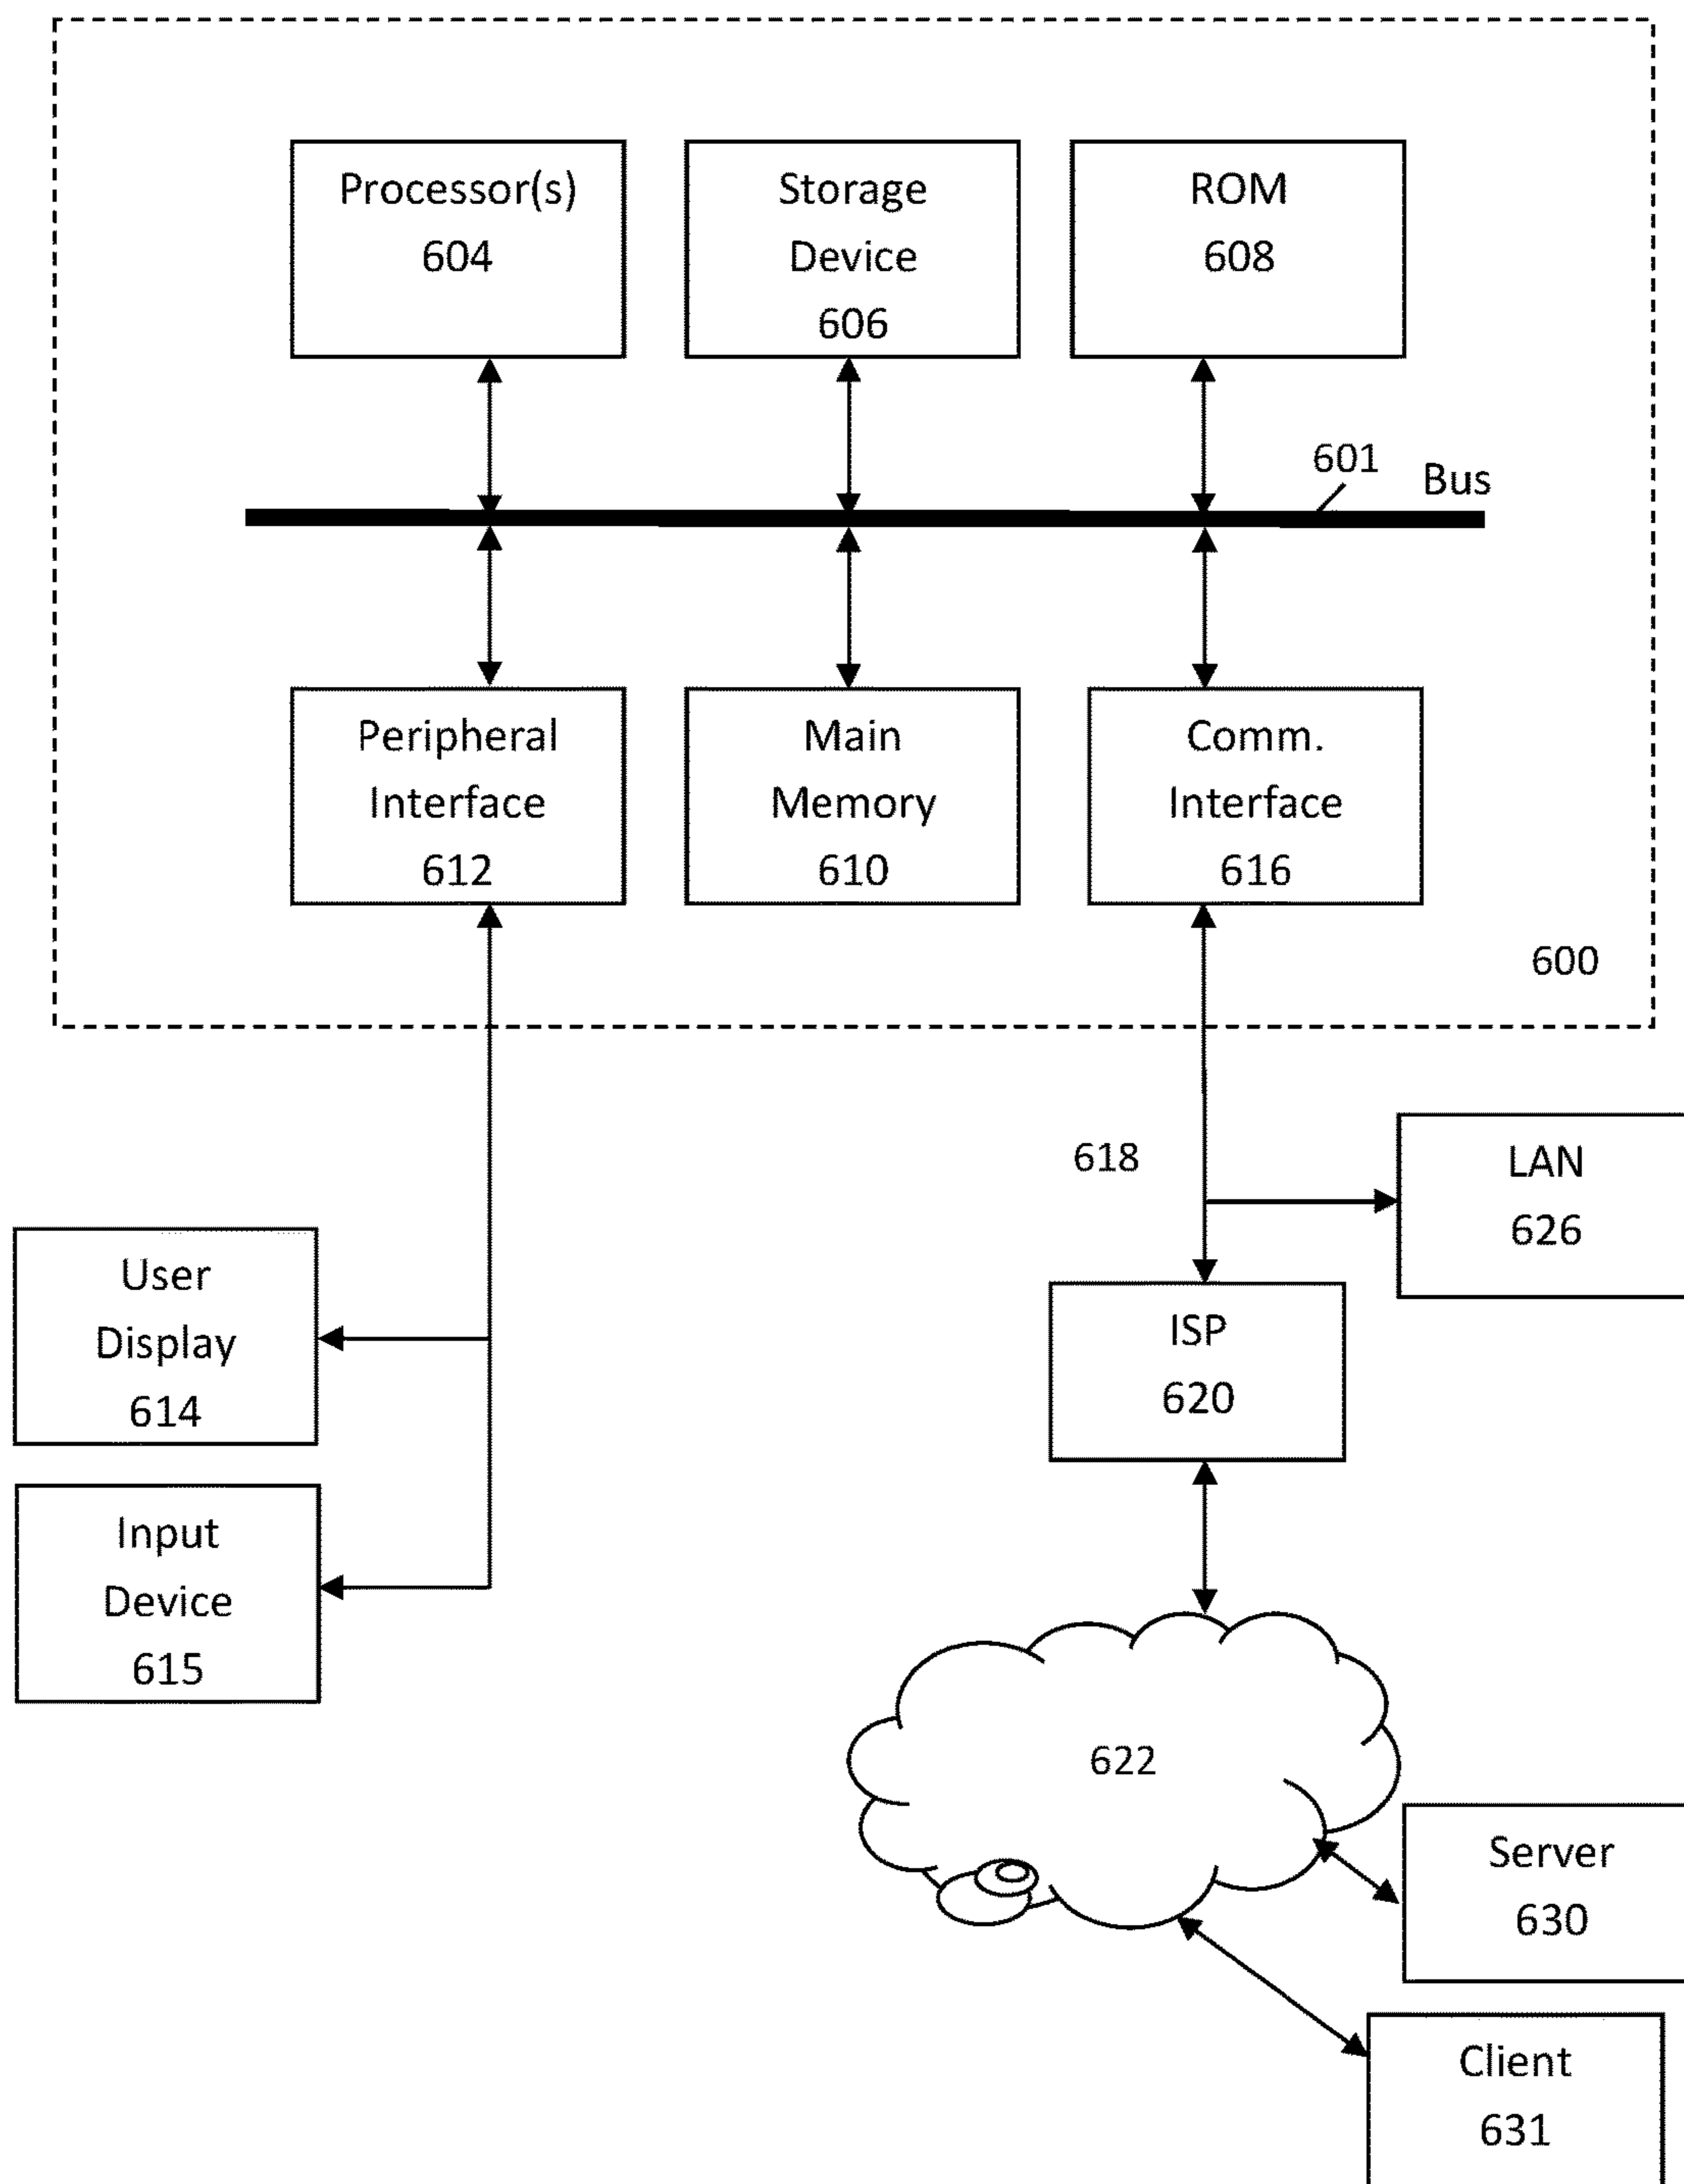 Processor(s)
604
Storage
Device
606
ROM
608
601
Bus
Peripheral
Interface
612
Main
Memory
610
Comm.
Interface
616
600
618
LAN
626
User
Display
614
ISP
620
Input
Device
615
622
Server
630
Client
631